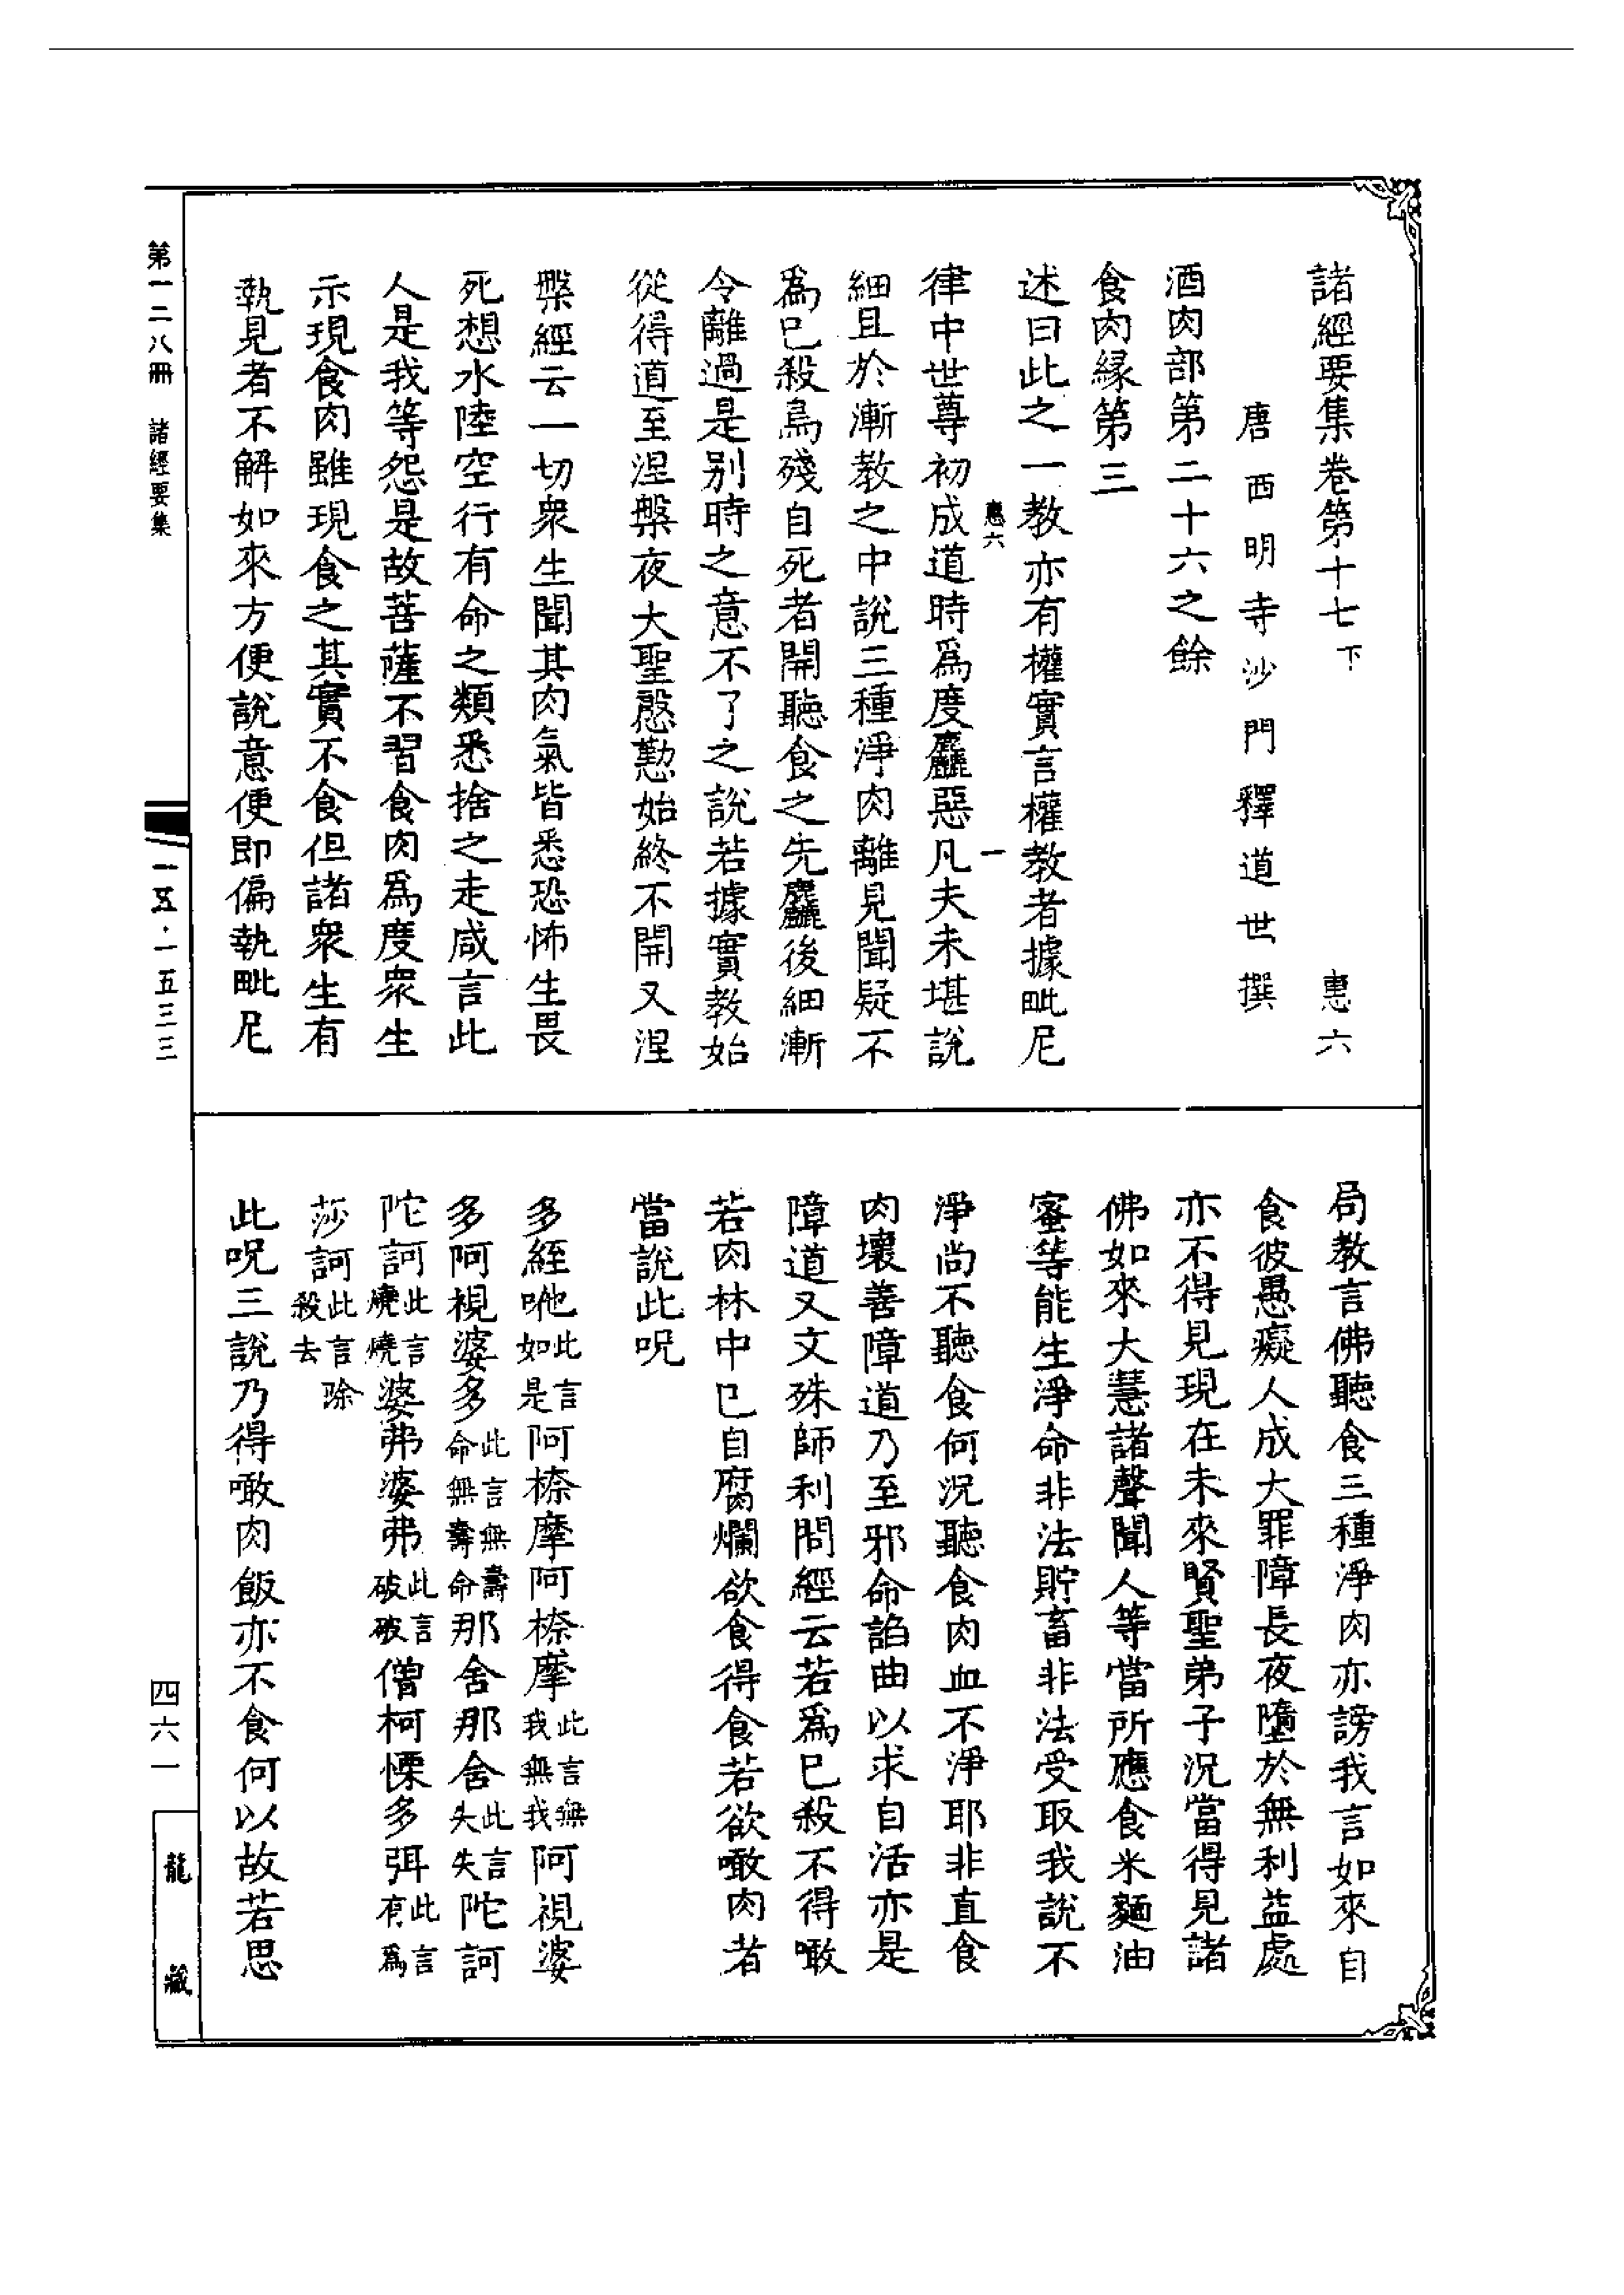 諸經要集卷第十七下　惠六
唐西明寺沙門釋道世撰
酒肉部第二十六之餘
食肉緣第三
述曰此之一教亦有權實言權教者據毗尼
惠六　一
律中世尊初成道時爲度麤惡凡夫未堪說
細且於漸教之中說三種淨肉離見聞疑不
爲已殺鳥殘自死者開聽食之先麤後細漸
令離過是别時之意不了之說若據實教始
從得道至涅槃夜大聖慇懃始終不開又涅
槃經云一切衆生聞其肉氣皆悉恐怖生畏
死想水陸空行有命之類悉捨之走咸言此
人是我等怨是故菩薩不習食肉爲度衆生
示現食肉雖現食之其實不食但諸衆生有
執見者不解如來方便說意便即偏執毗尼
局教言佛聽食三種淨肉亦謗我言如來自
食彼愚癡人成大罪障長夜墮於無利益處
亦不得見現在未來賢聖弟子況當得見諸
佛如來大慧諸聲聞人等當所應食米麵油
蜜等能生淨命非法貯畜非法受取我說不
淨尚不聽食何況聽食肉血不淨耶非直食
肉壞善障道乃至邪命諂曲以求自活亦是
障道又文殊師利問經云若爲已殺不得噉
若肉林中已自腐爛欲食得食若欲噉肉者
當說此呪
多絰咃此言如是阿㮈摩阿㮈摩此言無我無我阿視婆
多阿視婆多此言無壽命無壽命那舍那舍此言失失陀訶
陀訶此言燒燒婆弗婆弗此言破破僧柯慄多弭此言有爲
莎訶此言除殺去
此呪三說乃得噉肉飯亦不食何以故若思
第一二八冊　諸經要集
一五·一五三三
四六一
龍藏